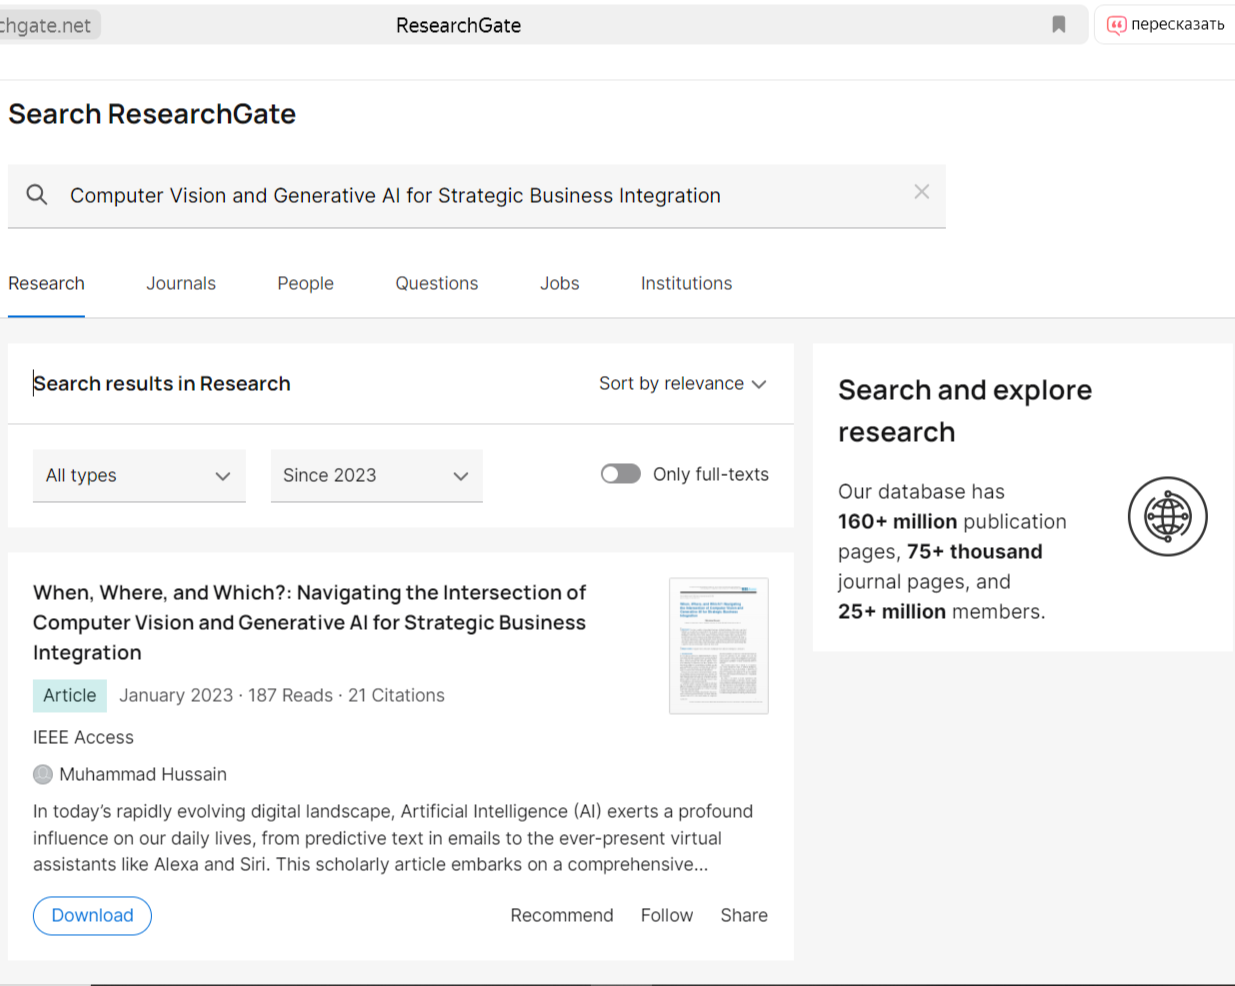 chgate.net
ResearchGate
пересказать
Search ResearchGate
Computer Vision and Generative AI for Strategic Business Integration
Research
Journals
People
Questions
Jobs
Institutions
Search results in Research
Sort by relevance
All types
Since 2023
Only full-texts
When, Where, and Which?: Navigating the Intersection of
Computer Vision and Generative AI for Strategic Business
Integration
Article
January 2023 · 187 Reads · 21 Citations
IEEE Access
Muhammad Hussain
In today's rapidly evolving digital landscape, Artificial Intelligence (AI) exerts a profound
influence on our daily lives, from predictive text in emails to the ever-present virtual
assistants like Alexa and Siri. This scholarly article embarks on a comprehensive...
Download
Recommend
Follow
Share
Search and explore
research
Our database has
160+ million publication
pages, 75+ thousand
journal pages, and
25+ million members.